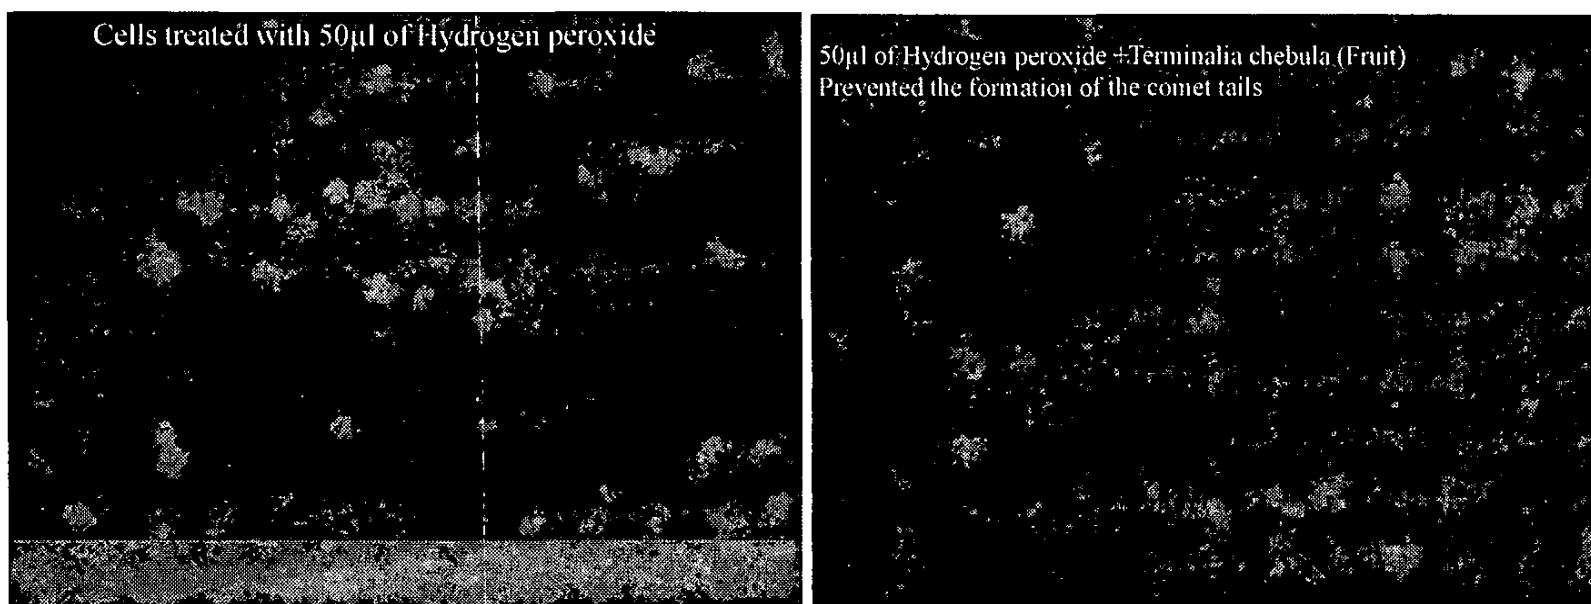 Cells treated with 50µl of Hydrogen peroxide
50µl of Hydrogen peroxide +Terminalia chebula (Fruit)
Prevented the formation of the comet tails